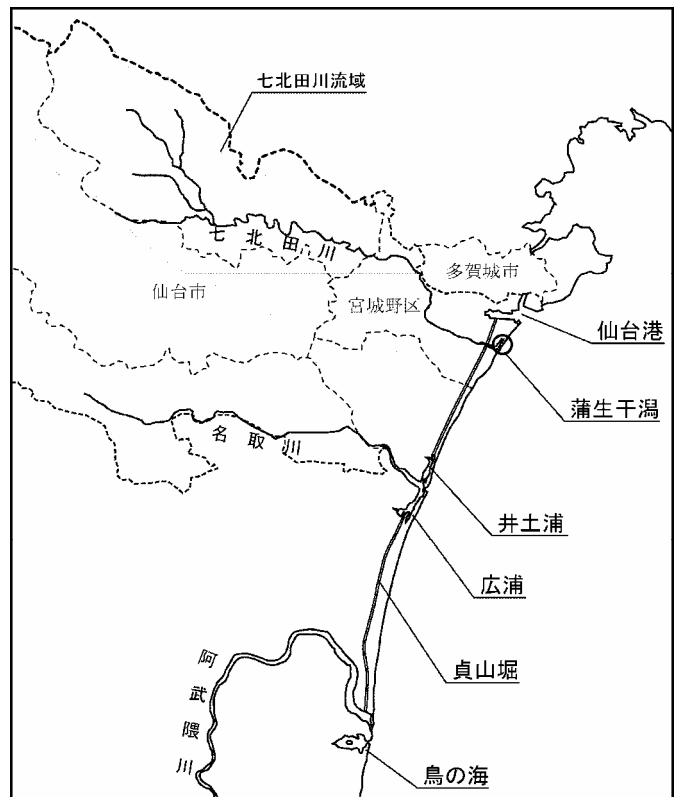 七北田川流域
七北田川
多賀城市
仙台市
宮城野区
仙台港
蒲生干潟
名取川
井土浦
広浦
貞山堀
阿武隈川
鳥の海